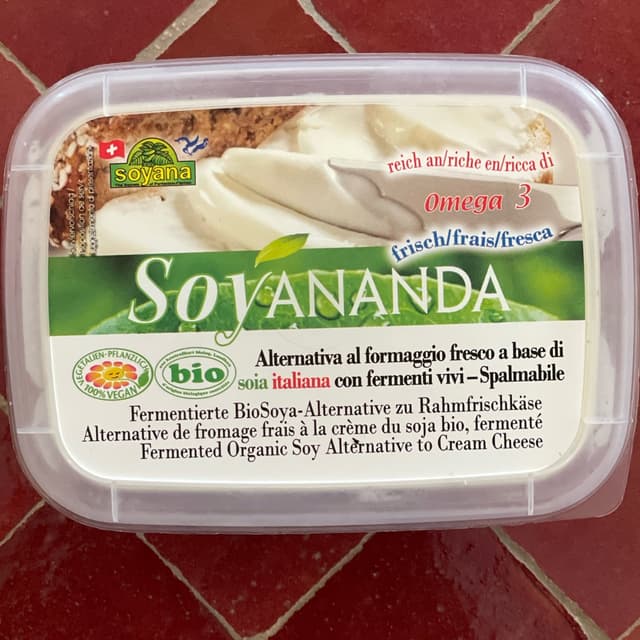 soyana
reich an/riche en/ricca di
Omega 3
frisch/frais/fresca
SoyANANDA
VEGETALIEN-PFLANZLICH
100% VEGAN
bio
Alternativa al formaggio fresco a base di
soia italiana con fermenti vivi – Spalmabile
Fermentierte BioSoya-Alternative zu Rahmfrischkäse
Alternative de fromage frais à la crème du soja bio, fermenté
Fermented Organic Soy Alternative to Cream Cheese